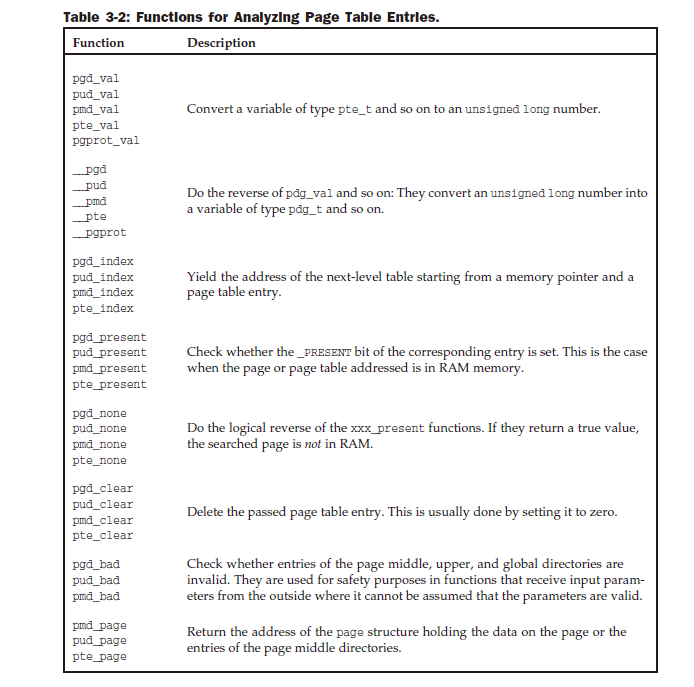 Table 3-2: Functions for Analyzing Page Table Entries.
Function Description
pgd_val
pud_val
pmd_val
pte_val
pgprot_val
Convert a variable of type pte_t and so on to an unsigned long number.
__pgd
__pud
__pmd
__pte
__pgprot
Do the reverse of pdg_val and so on: They convert an unsigned long number into
a variable of type pdg_t and so on.
pgd_index
pud_index
pmd_index
pte_index
Yield the address of the next-level table starting from a memory pointer and a
page table entry.
pgd_present
pud_present
pmd_present
pte_present
Check whether the _PRESENT bit of the corresponding entry is set. This is the case
when the page or page table addressed is in RAM memory.
pgd_none
pud_none
pmd_none
pte_none
Do the logical reverse of the xxx_present functions. If they return a true value,
the searched page is not in RAM.
pgd_clear
pud_clear
pmd_clear
pte_clear
Delete the passed page table entry. This is usually done by setting it to zero.
pgd_bad
pud_bad
pmd_bad
Check whether entries of the page middle, upper, and global directories are
invalid. They are used for safety purposes in functions that receive input param-
eters from the outside where it cannot be assumed that the parameters are valid.
pmd_page
pud_page
pte_page
Return the address of the page structure holding the data on the page or the
entries of the page middle directories.